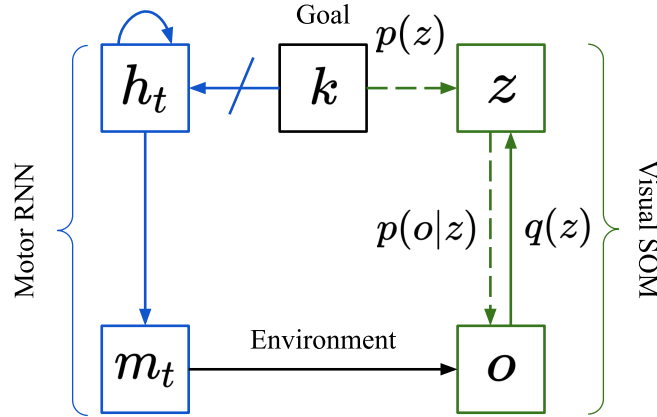 Goal
p(z)
h_t
k
z
Motor RNN
p(o|z)
q(z)
Visual SOM
Environment
m_t
o